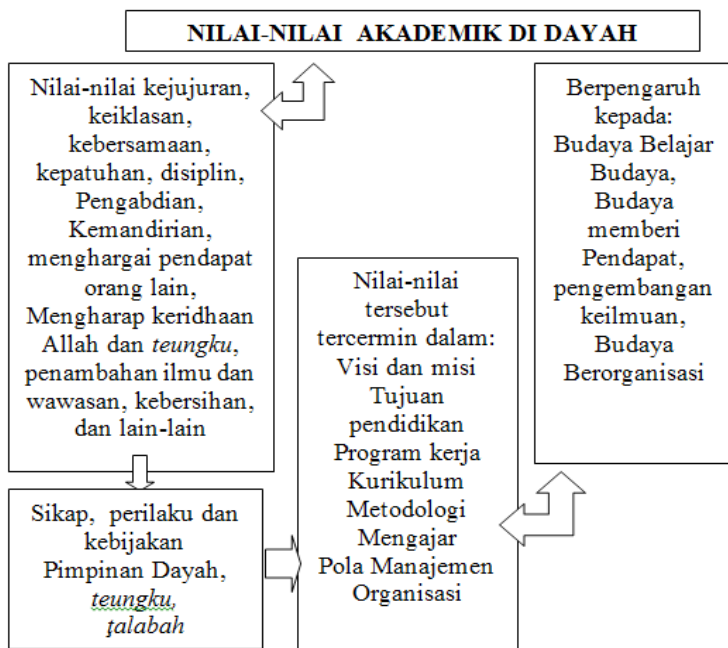 NILAI-NILAI AKADEMIK DI DAYAH
Nilai-nilai kejujuran,
keiklasan,
kebersamaan,
kepatuhan, disiplin,
Pengabdian,
Kemandirian,
menghargai pendapat
orang lain,
Mengharap keridhaan
Allah dan teungku,
penambahan ilmu dan
wawasan, kebersihan,
dan lain-lain
Sikap, perilaku dan
kebijakan
Pimpinan Dayah,
teungku,
ţalabah
Nilai-nilai
tersebut
tercermin dalam:
Visi dan misi
Tujuan
pendidikan
Program kerja
Kurikulum
Metodologi
Mengajar
Pola Manajemen
Organisasi
Berpengaruh
kepada:
Budaya Belajar
Budaya,
Budaya
memberi
Pendapat,
pengembangan
keilmuan,
Budaya
Berorganisasi